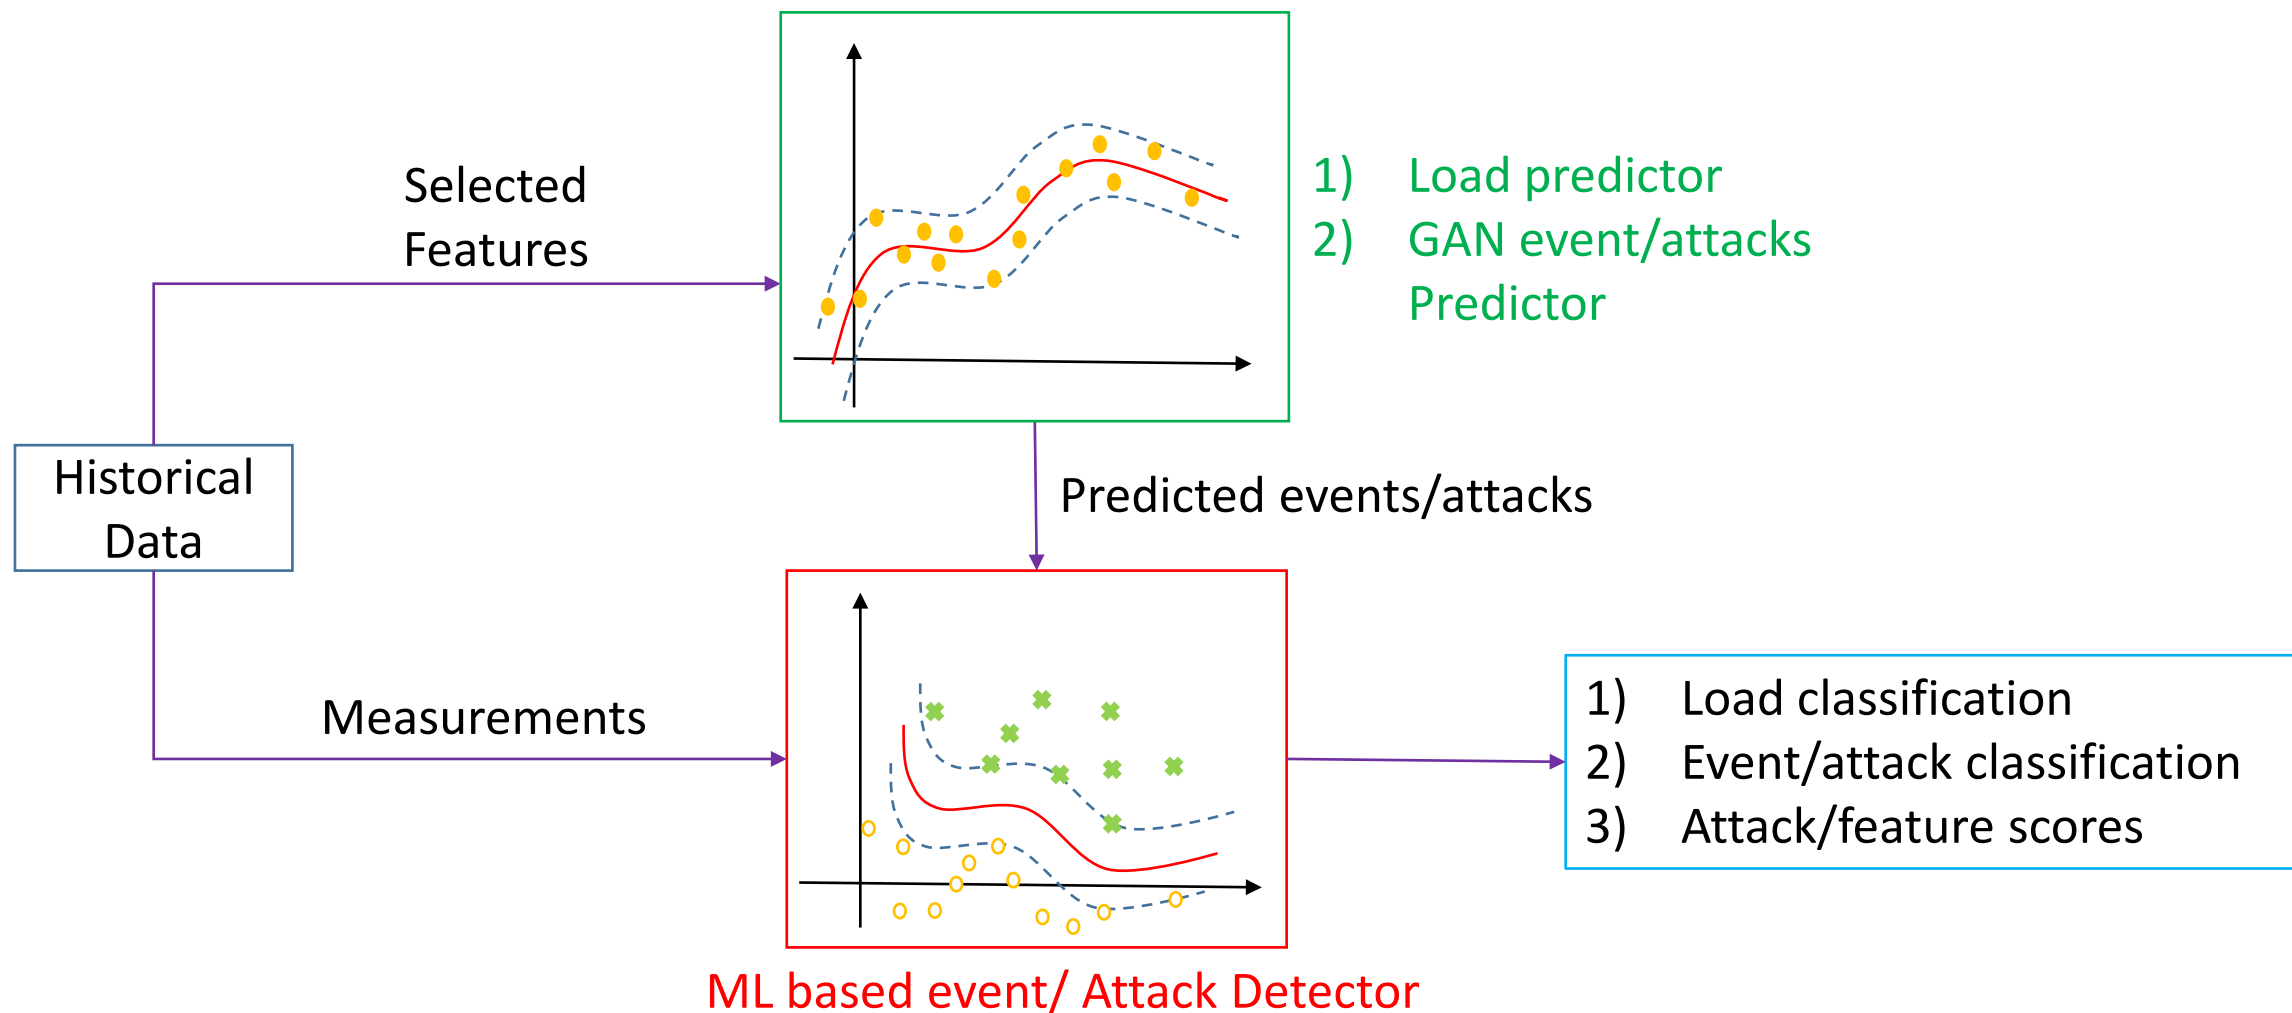 Selected
Features
1) Load predictor
2) GAN event/attacks
Predictor
Historical
Data
Predicted events/attacks
Measurements
1) Load classification
2) Event/attack classification
3) Attack/feature scores
ML based event/ Attack Detector